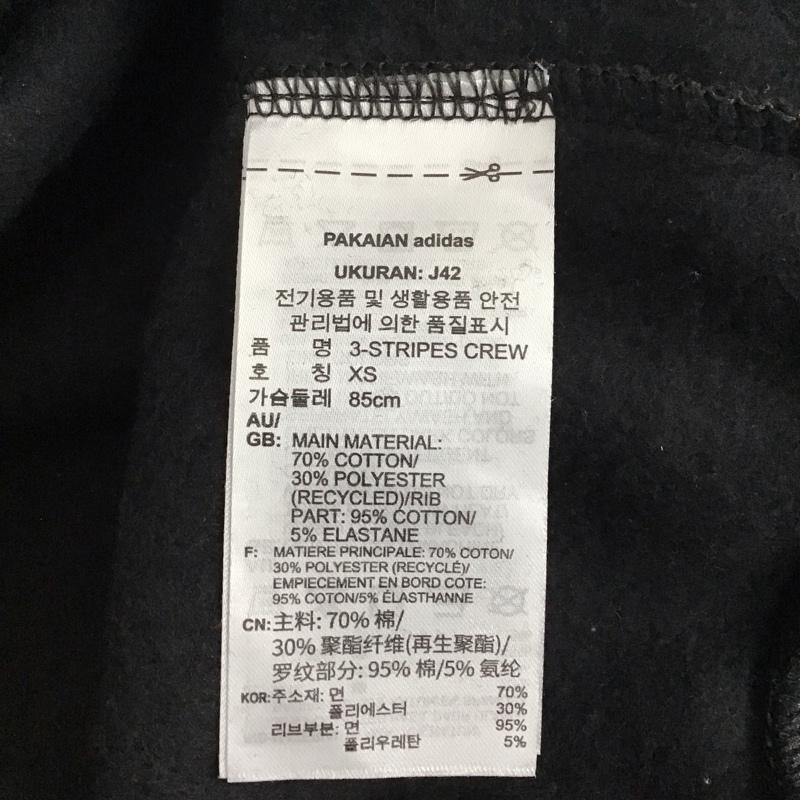 PAKAIAN adidas
UKURAN: J42
전기용품 및 생활용품 안전
관리법에 의한 품질표시
품 명 3-STRIPES CREW
호 칭 XS
가슴둘레 85cm
AU/
GB: MAIN MATERIAL:
70% COTTON/
30% POLYESTER
(RECYCLED)/RIB
PART: 95% COTTON/
5% ELASTANE
F: MATIERE PRINCIPALE: 70% COTON/
30% POLYESTER (RECYCLÉ)/
EMPIECEMENT EN BORD COTE:
95% COTON/5% ÉLASTHANNE
CN: 主料: 70% 棉/
30% 聚酯纤维(再生聚酯)/
罗纹部分: 95% 棉/5% 氨纶
KOR: 주소재: 면 70%
폴리에스터 30%
리브부분: 면 95%
폴리우레탄 5%